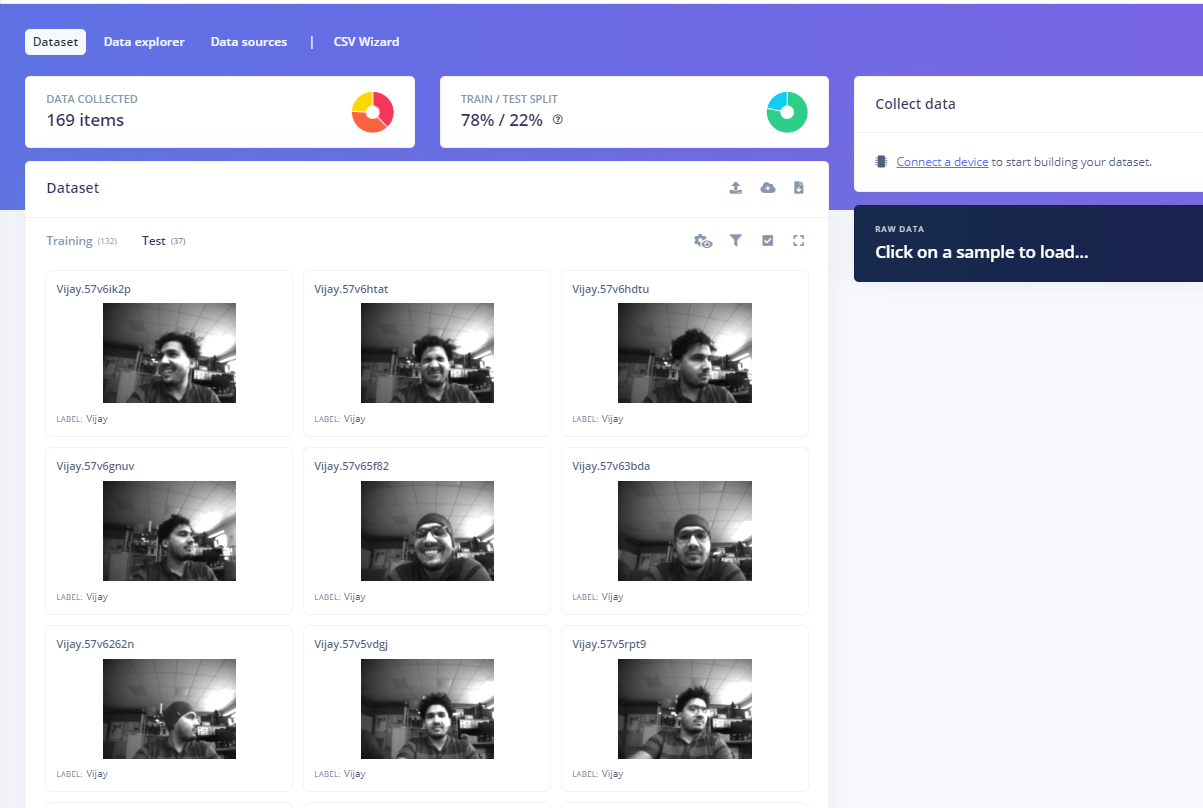 Dataset Data explorer Data sources | CSV Wizard
DATA COLLECTED
169 items
TRAIN / TEST SPLIT
78% / 22%
Collect data
Connect a device to start building your dataset.
Dataset
RAW DATA
Click on a sample to load...
Training (132) Test (37)
Vijay.57v6ik2p Vijay.57v6htat Vijay.57v6hdtu
LABEL: Vijay LABEL: Vijay LABEL: Vijay
Vijay.57v6gnuv Vijay.57v65f82 Vijay.57v63bda
LABEL: Vijay LABEL: Vijay LABEL: Vijay
Vijay.57v6262n Vijay.57v5vdgj Vijay.57v5rpt9
LABEL: Vijay LABEL: Vijay LABEL: Vijay